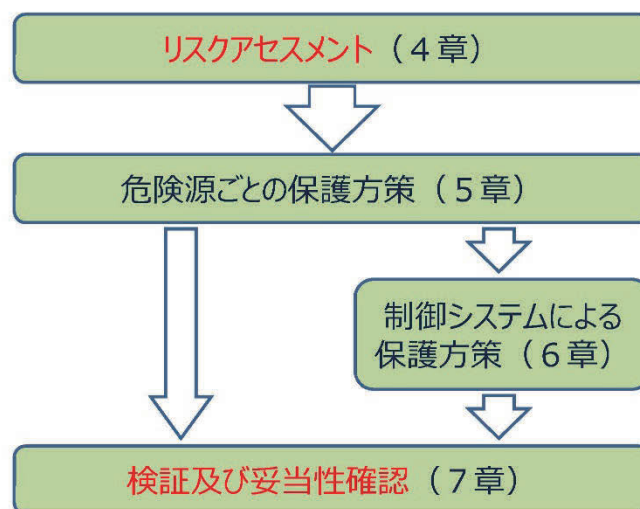 リスクアセスメント（４章）
危険源ごとの保護方策（５章）
制御システムによる
保護方策（６章）
検証及び妥当性確認（７章）